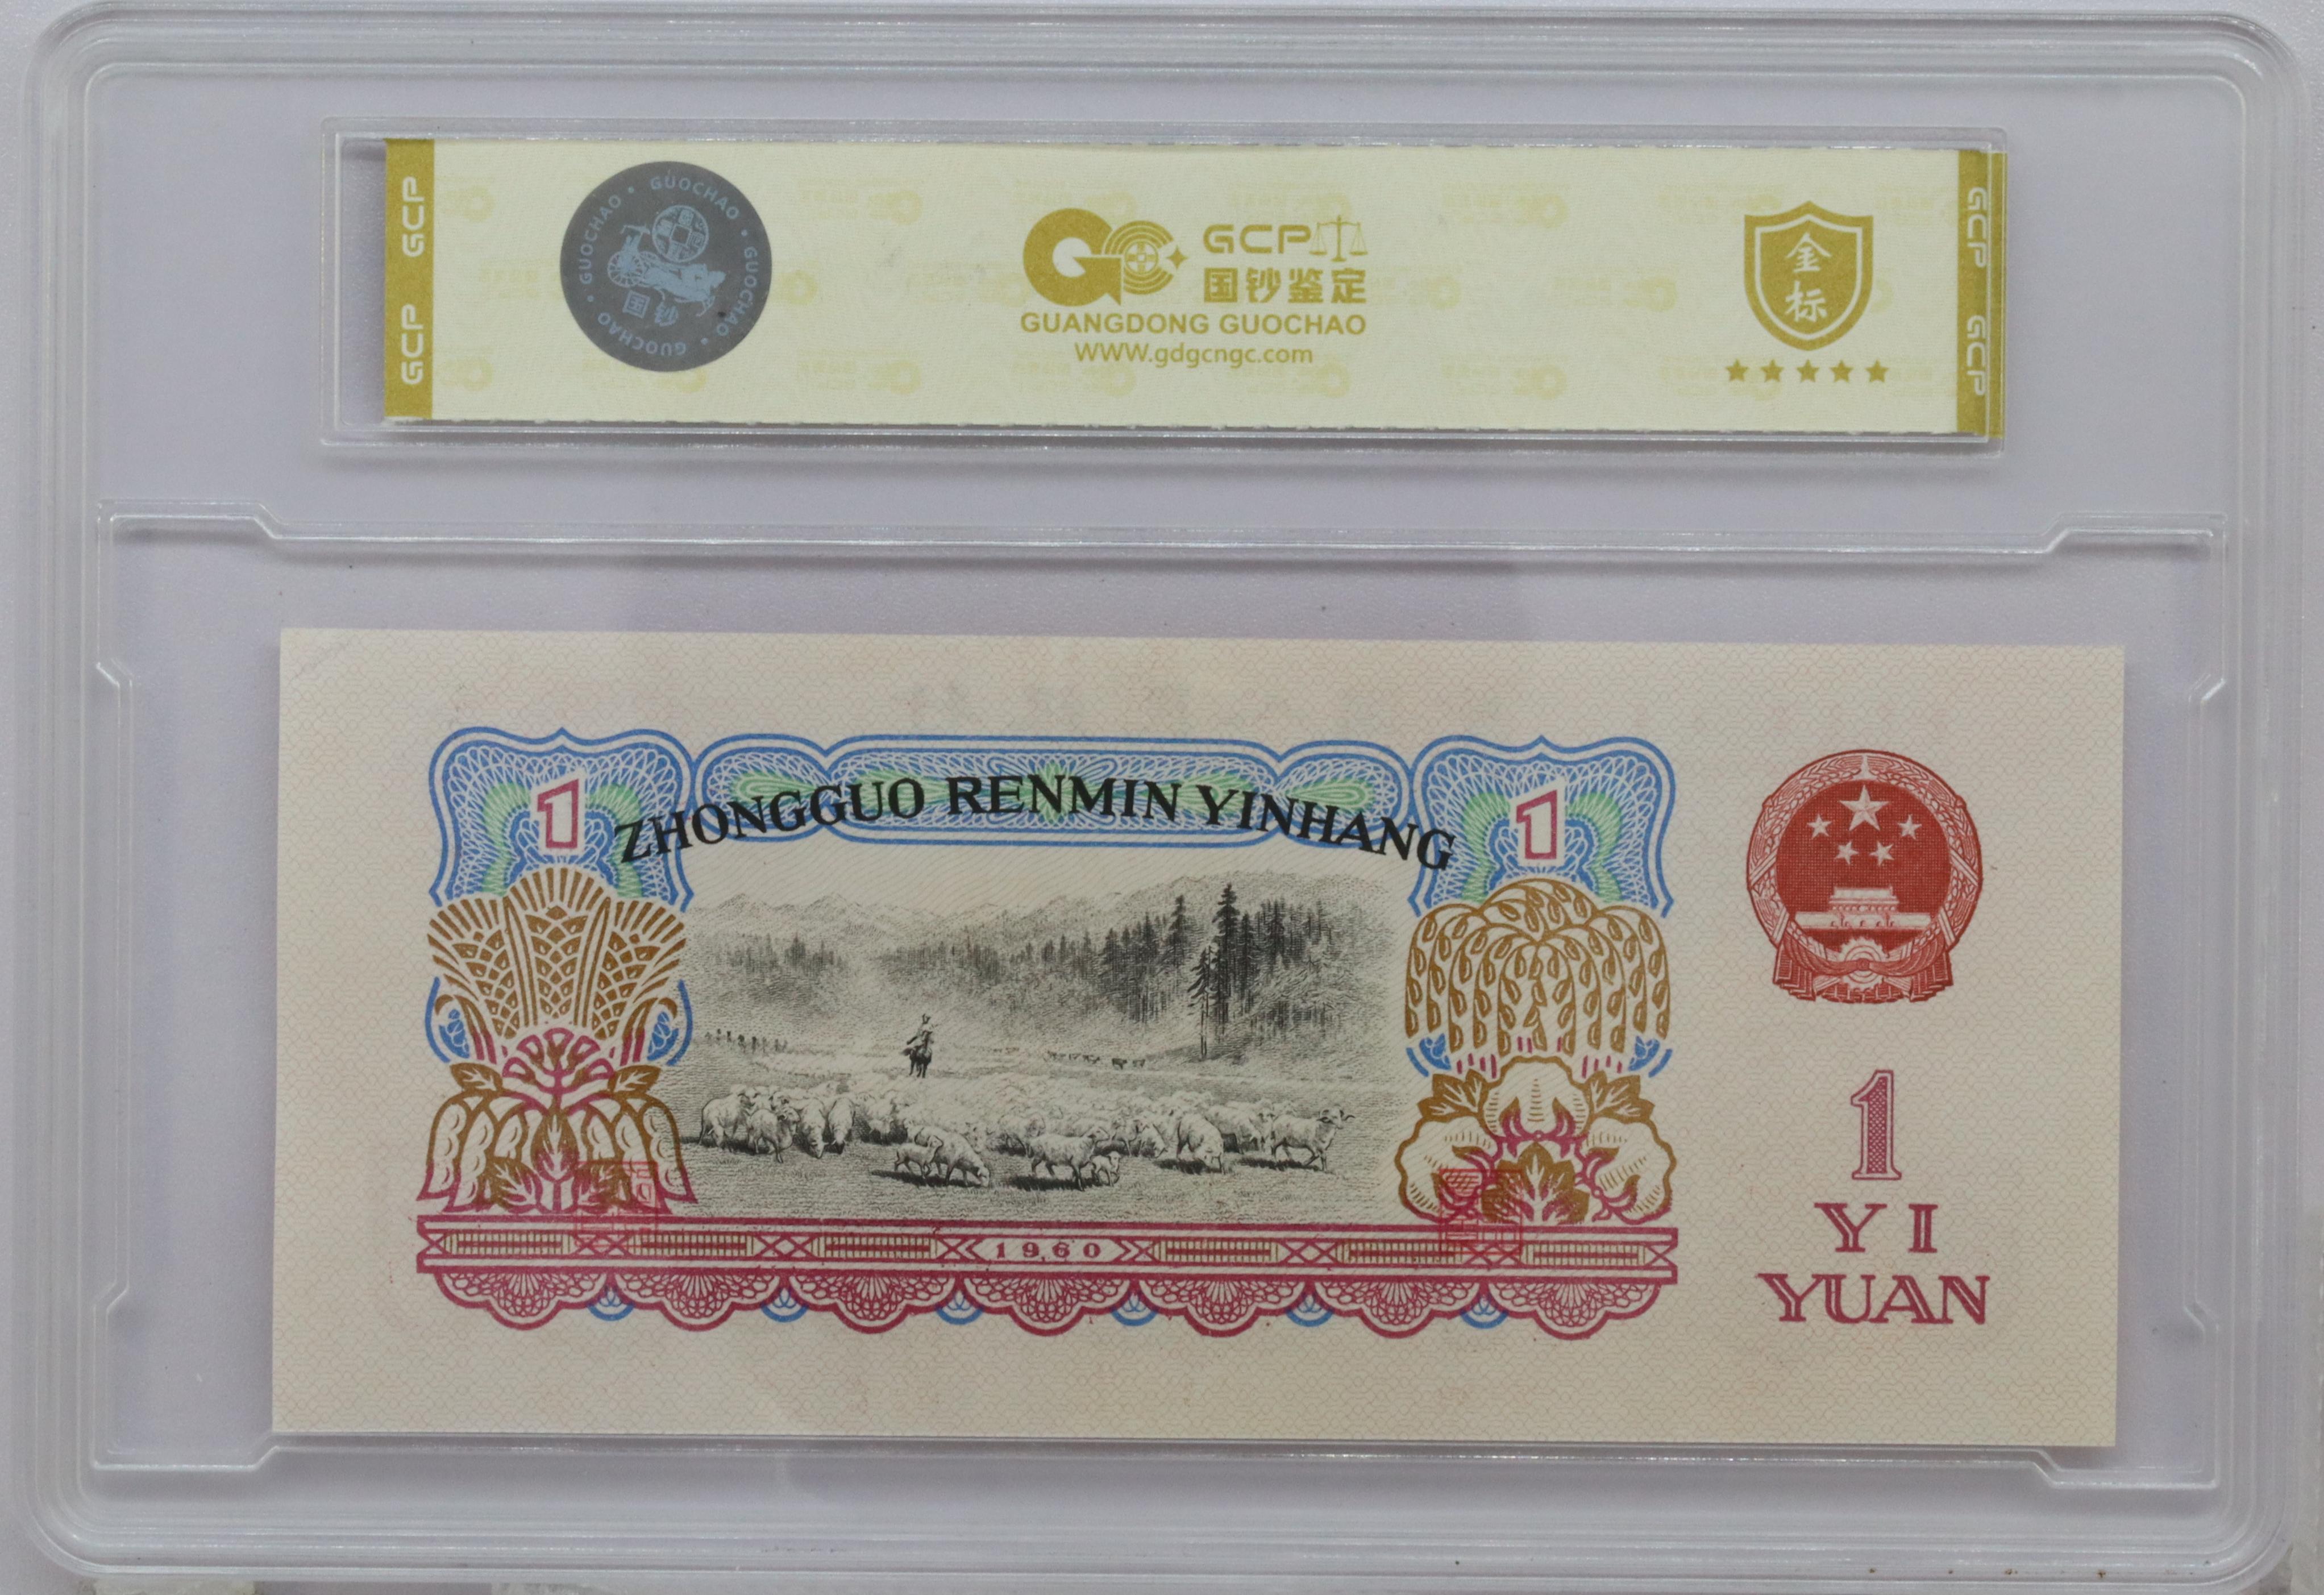 GCP GCP
GUOCHAO • GUOCHAO • GUOCHAO • GUOCHAO • GUOCHAO
国钞
GCP
国钞鉴定
GUANGDONG GUOCHAO
WWW.gdgcngc.com
金
标
GCP GCP
ZHONGGUO RENMIN YINHANG
1
1
1960
1
YI
YUAN